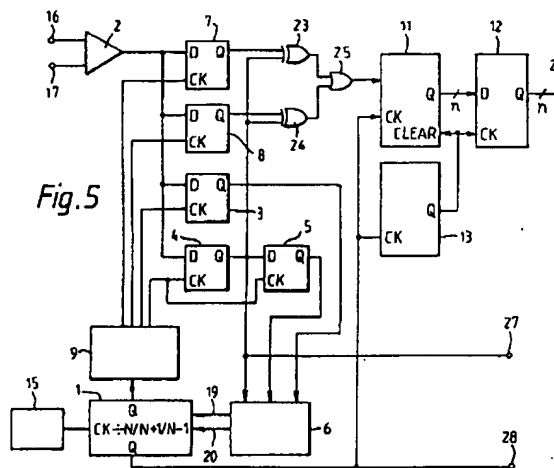 16
2
7
23
25
11
12
2
17
D Q
CK
Q
n
D Q
n
D Q
CK
8
24
CK
CLEAR
CK
Fig.5
D Q
CK
3
4
5
D Q
CK
D Q
CK
Q
CK
13
9
27
15
1
Q
CK÷N/N+1/N-1
Q
19
20
6
28